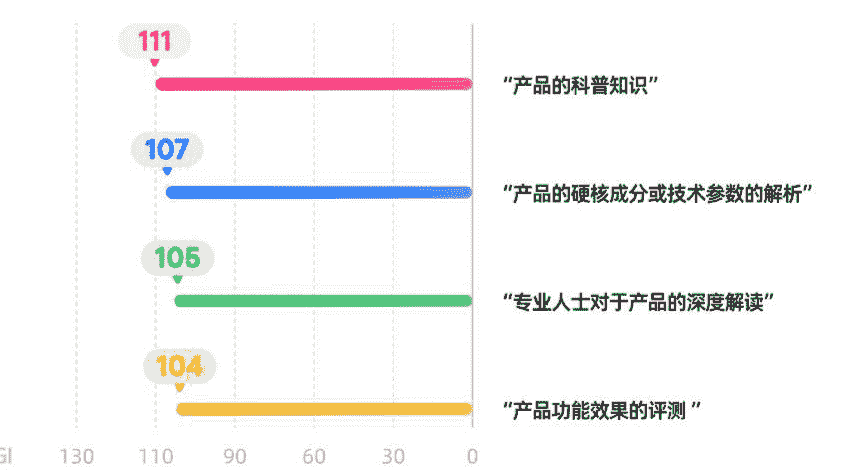 111
“产品的科普知识”
107
“产品的硬核成分或技术参数的解析”
105
“专业人士对于产品的深度解读”
104
“产品功能效果的评测 ”
GI 130 110 90 60 30 0